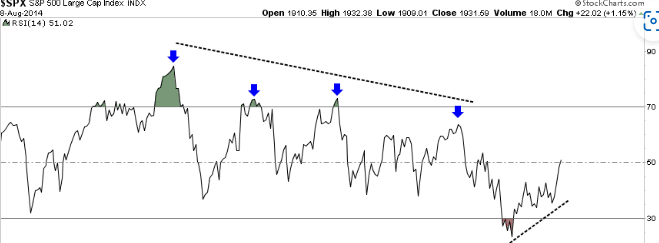 $SPX S&P 500 Large Cap Index INDX © StockCharts.com
8-Aug-2014 Open 1910.35 High 1932.38 Low 1909.01 Close 1931.59 Volume 18.0M Chg +22.02 (+1.15%)
RSI(14) 51.02
90
70
50
30